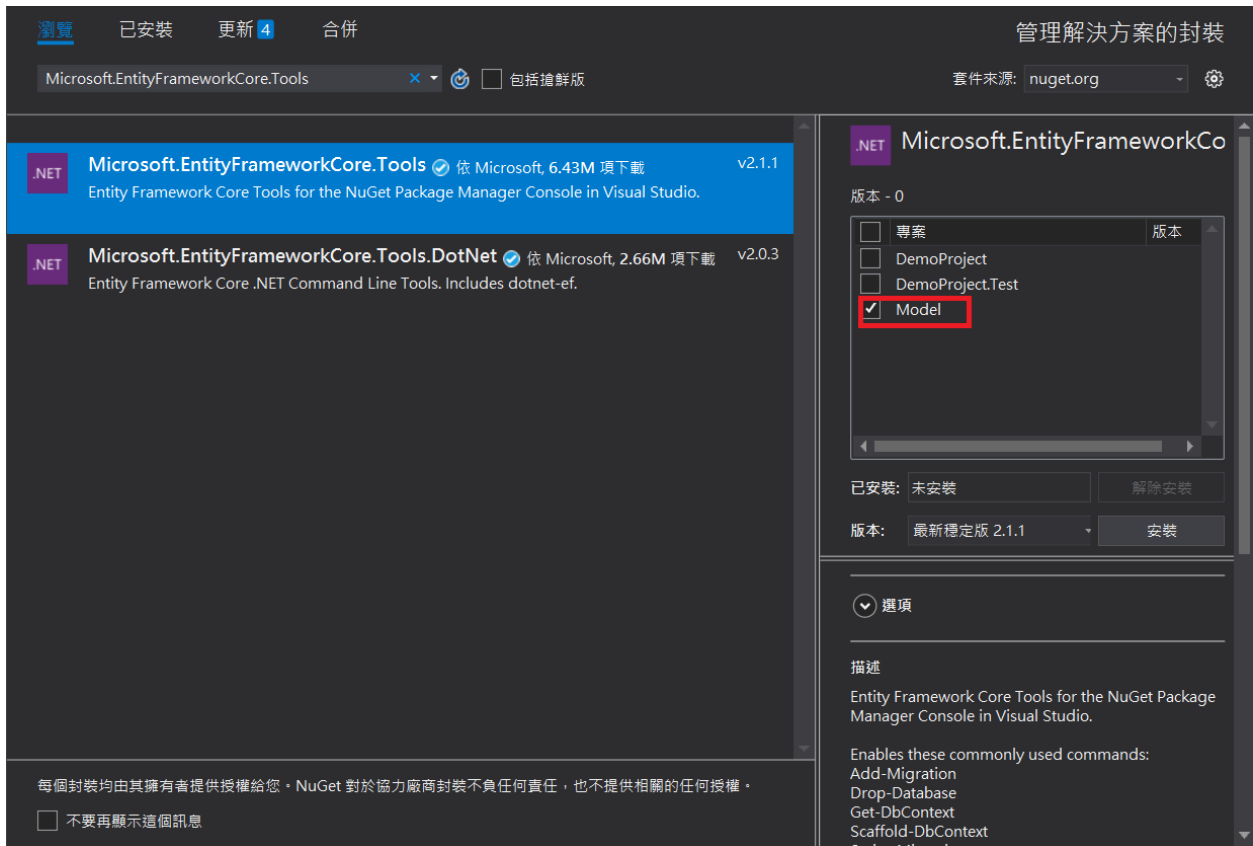 瀏覽 已安裝 更新 4 合併
管理解決方案的封裝
Microsoft.EntityFrameworkCore.Tools
包括搶鮮版
套件來源: nuget.org
.NET
Microsoft.EntityFrameworkCore.Tools 依 Microsoft, 6.43M 項下載 v2.1.1
Entity Framework Core Tools for the NuGet Package Manager Console in Visual Studio.
.NET
Microsoft.EntityFrameworkCore.Tools.DotNet 依 Microsoft, 2.66M 項下載 v2.0.3
Entity Framework Core .NET Command Line Tools. Includes dotnet-ef.
每個封裝均由其擁有者提供授權給您。NuGet 對於協力廠商封裝不負任何責任，也不提供相關的任何授權。
不要再顯示這個訊息
.NET
Microsoft.EntityFrameworkCo
版本 - 0
專案 版本
DemoProject
DemoProject.Test
Model
已安裝: 未安裝 解除安裝
版本: 最新穩定版 2.1.1 安裝
選項
描述
Entity Framework Core Tools for the NuGet Package
Manager Console in Visual Studio.
Enables these commonly used commands:
Add-Migration
Drop-Database
Get-DbContext
Scaffold-DbContext